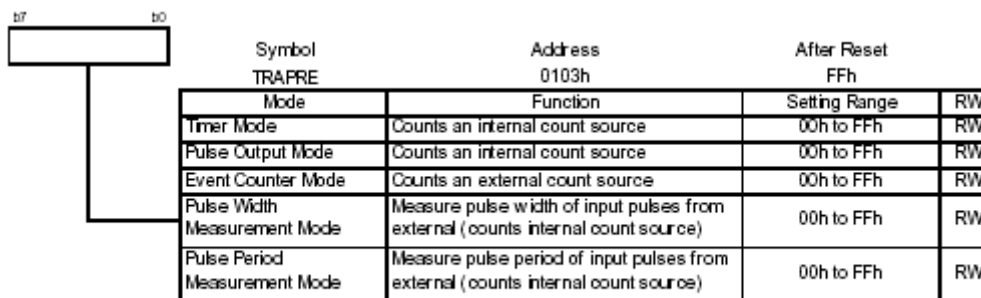 b7 b0
Symbol Address After Reset
TRAPRE 0103h FFh
Mode Function Setting Range RW
Timer Mode Counts an internal count source 00h to FFh RW
Pulse Output Mode Counts an internal count source 00h to FFh RW
Event Counter Mode Counts an external count source 00h to FFh RW
Pulse Width Measure pulse width of input pulses from
Measurement Mode external (counts internal count source) 00h to FFh RW
Pulse Period Measure pulse period of input pulses from
Measurement Mode external (counts internal count source) 00h to FFh RW